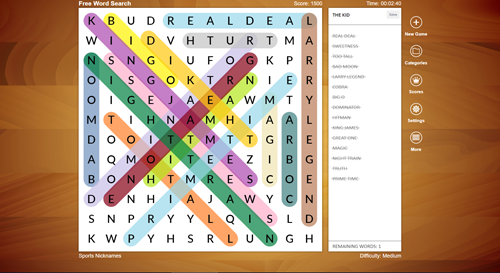 Free Word Search
Score: 1500
Time: 00:02:40
K B U D R E A L D E A L
W I I D V H T U R T M A
N S N G I U F O G K P R
O I S G O K T R N I E R
O I G E J A E A W M T Y
M T I H N A M H I A A L
D O O I T T M T T G R E
A Q M O I T E E Z I B G
B O N H T M R E S C O E
D E N H I A J A W Y C N
S N P R Y Y L Q I S L D
K W P Y H S R L U N G H
THE KID
REAL DEAL
SWEETNESS
TOO TALL
BAD MOON
LARRY LEGEND
COBRA
BIG O
DOMINATOR
HITMAN
KING JAMES
GREAT ONE
MAGIC
NIGHT TRAIN
TRUTH
PRIME TIME
REMAINING WORDS: 1
New Game
Categories
Scores
Settings
More
Sports Nicknames
Difficulty: Medium